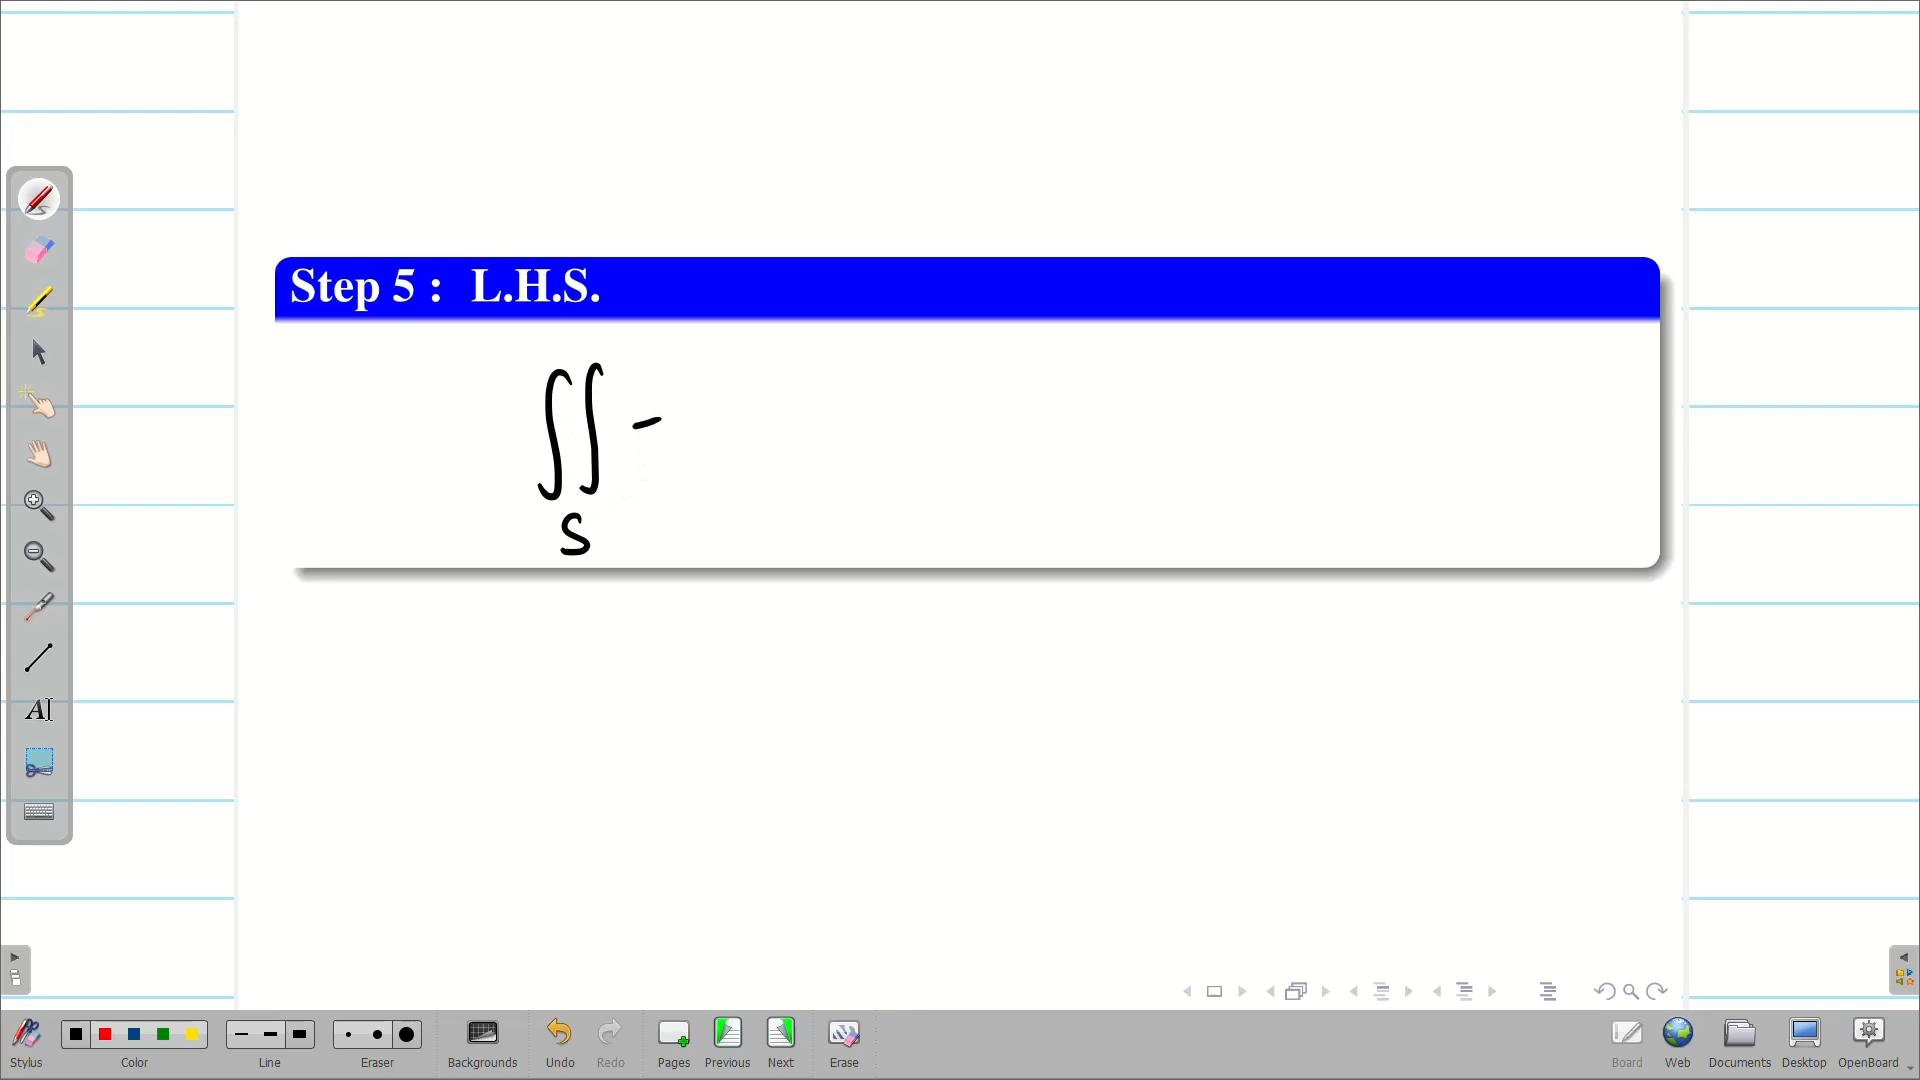 Step 5 : L.H.S.
∬ -
S
Stylus
Color
Line
Eraser
Backgrounds
Undo
Redo
Pages
Previous
Next
Erase
Board
Web
Documents
Desktop
OpenBoard